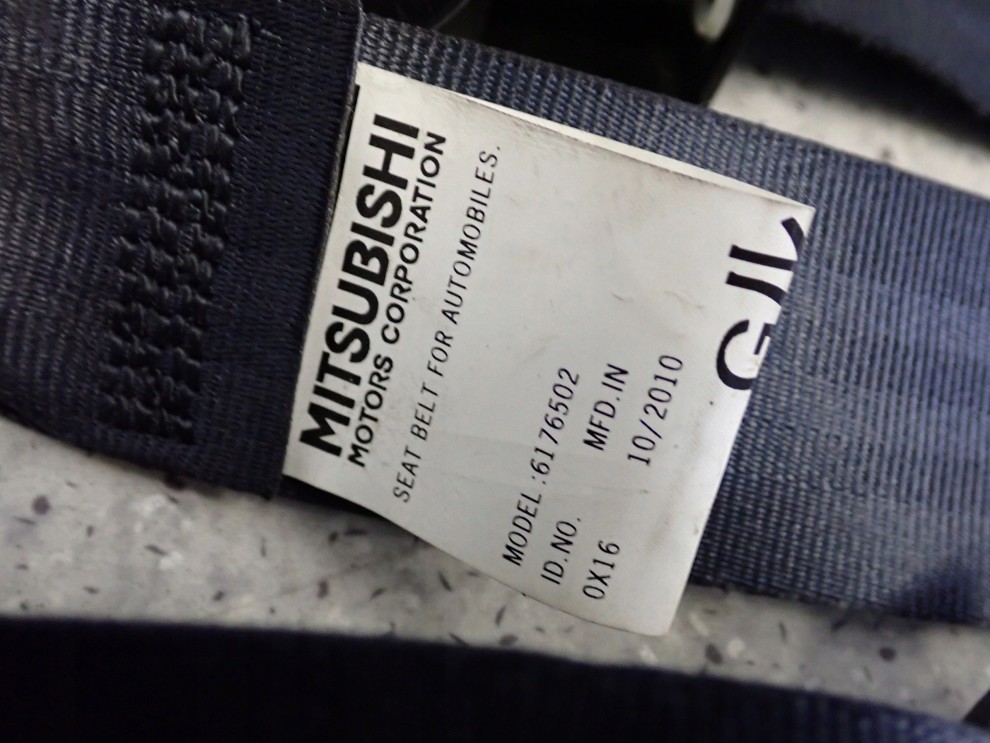 MITSUBISHI
MOTORS CORPORATION
SEAT BELT FOR AUTOMOBILES.
MODEL:6176502
ID.NO. MFD.IN
0X16 10/2010